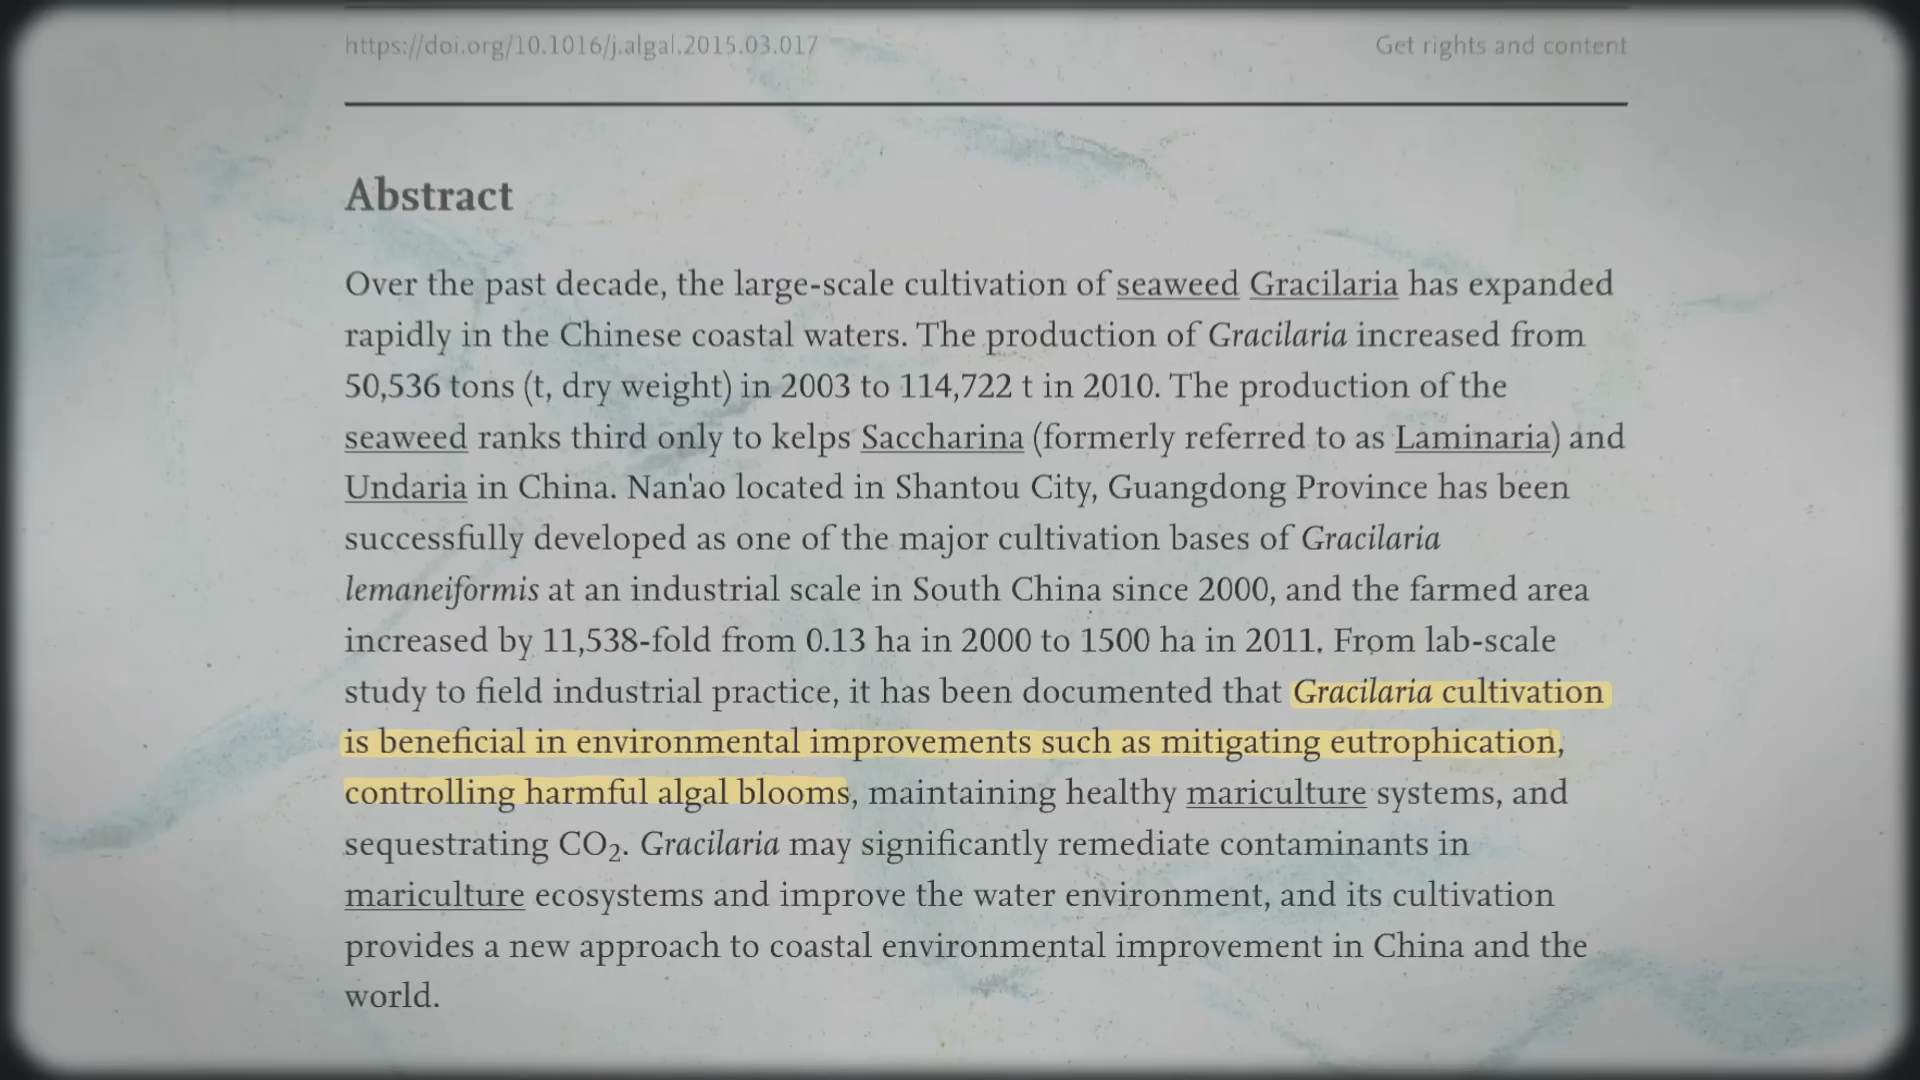 https://doi.org/10.1016/j.algal.2015.03.017 Get rights and content
Abstract
Over the past decade, the large-scale cultivation of seaweed Gracilaria has expanded
rapidly in the Chinese coastal waters. The production of Gracilaria increased from
50,536 tons (t, dry weight) in 2003 to 114,722 t in 2010. The production of the
seaweed ranks third only to kelps Saccharina (formerly referred to as Laminaria) and
Undaria in China. Nan'ao located in Shantou City, Guangdong Province has been
successfully developed as one of the major cultivation bases of Gracilaria
lemaneiformis at an industrial scale in South China since 2000, and the farmed area
increased by 11,538-fold from 0.13 ha in 2000 to 1500 ha in 2011. From lab-scale
study to field industrial practice, it has been documented that Gracilaria cultivation
is beneficial in environmental improvements such as mitigating eutrophication,
controlling harmful algal blooms, maintaining healthy mariculture systems, and
sequestrating CO₂. Gracilaria may significantly remediate contaminants in
mariculture ecosystems and improve the water environment, and its cultivation
provides a new approach to coastal environmental improvement in China and the
world.